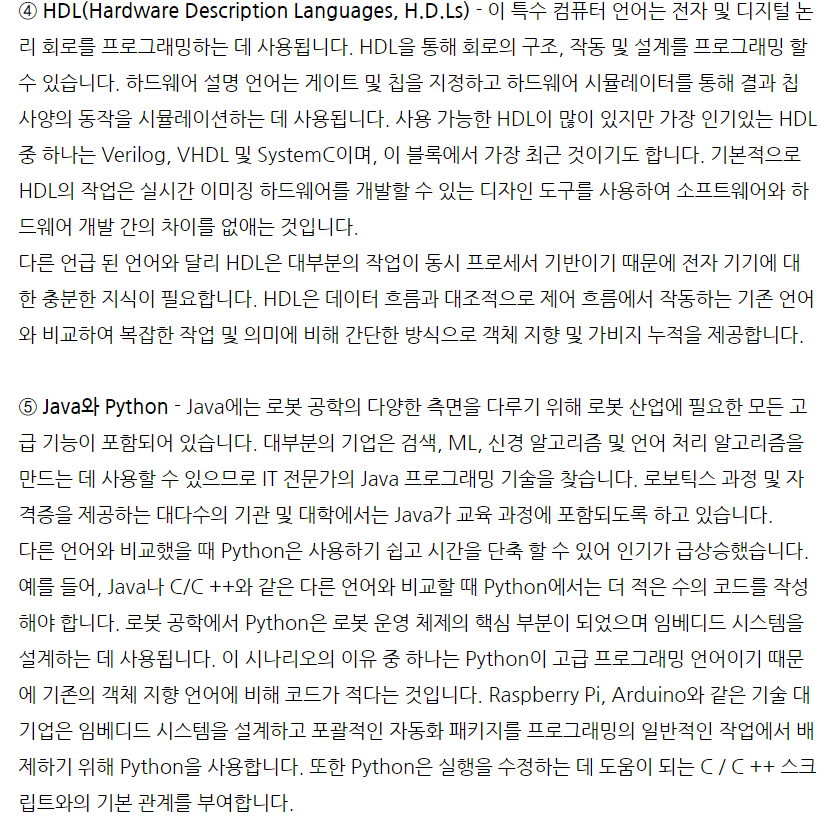 ④ HDL(Hardware Description Languages, H.D.Ls) - 이 특수 컴퓨터 언어는 전자 및 디지털 논
리 회로를 프로그래밍하는 데 사용됩니다. HDL을 통해 회로의 구조, 작동 및 설계를 프로그래밍 할
수 있습니다. 하드웨어 설명 언어는 게이트 및 칩을 지정하고 하드웨어 시뮬레이터를 통해 결과 칩
사양의 동작을 시뮬레이션하는 데 사용됩니다. 사용 가능한 HDL이 많이 있지만 가장 인기있는 HDL
중 하나는 Verilog, VHDL 및 SystemC이며, 이 블록에서 가장 최근 것이기도 합니다. 기본적으로
HDL의 작업은 실시간 이미징 하드웨어를 개발할 수 있는 디자인 도구를 사용하여 소프트웨어와 하
드웨어 개발 간의 차이를 없애는 것입니다.
다른 언급 된 언어와 달리 HDL은 대부분의 작업이 동시 프로세서 기반이기 때문에 전자 기기에 대
한 충분한 지식이 필요합니다. HDL은 데이터 흐름과 대조적으로 제어 흐름에서 작동하는 기존 언어
와 비교하여 복잡한 작업 및 의미에 비해 간단한 방식으로 객체 지향 및 가비지 누적을 제공합니다.
⑤ Java와 Python - Java에는 로봇 공학의 다양한 측면을 다루기 위해 로봇 산업에 필요한 모든 고
급 기능이 포함되어 있습니다. 대부분의 기업은 검색, ML, 신경 알고리즘 및 언어 처리 알고리즘을
만드는 데 사용할 수 있으므로 IT 전문가의 Java 프로그래밍 기술을 찾습니다. 로보틱스 과정 및 자
격증을 제공하는 대다수의 기관 및 대학에서는 Java가 교육 과정에 포함되도록 하고 있습니다.
다른 언어와 비교했을 때 Python은 사용하기 쉽고 시간을 단축 할 수 있어 인기가 급상승했습니다.
예를 들어, Java나 C/C ++와 같은 다른 언어와 비교할 때 Python에서는 더 적은 수의 코드를 작성
해야 합니다. 로봇 공학에서 Python은 로봇 운영 체제의 핵심 부분이 되었으며 임베디드 시스템을
설계하는 데 사용됩니다. 이 시나리오의 이유 중 하나는 Python이 고급 프로그래밍 언어이기 때문
에 기존의 객체 지향 언어에 비해 코드가 적다는 것입니다. Raspberry Pi, Arduino와 같은 기술 대
기업은 임베디드 시스템을 설계하고 포괄적인 자동화 패키지를 프로그래밍의 일반적인 작업에서 배
제하기 위해 Python을 사용합니다. 또한 Python은 실행을 수정하는 데 도움이 되는 C / C ++ 스크
립트와의 기본 관계를 부여합니다.